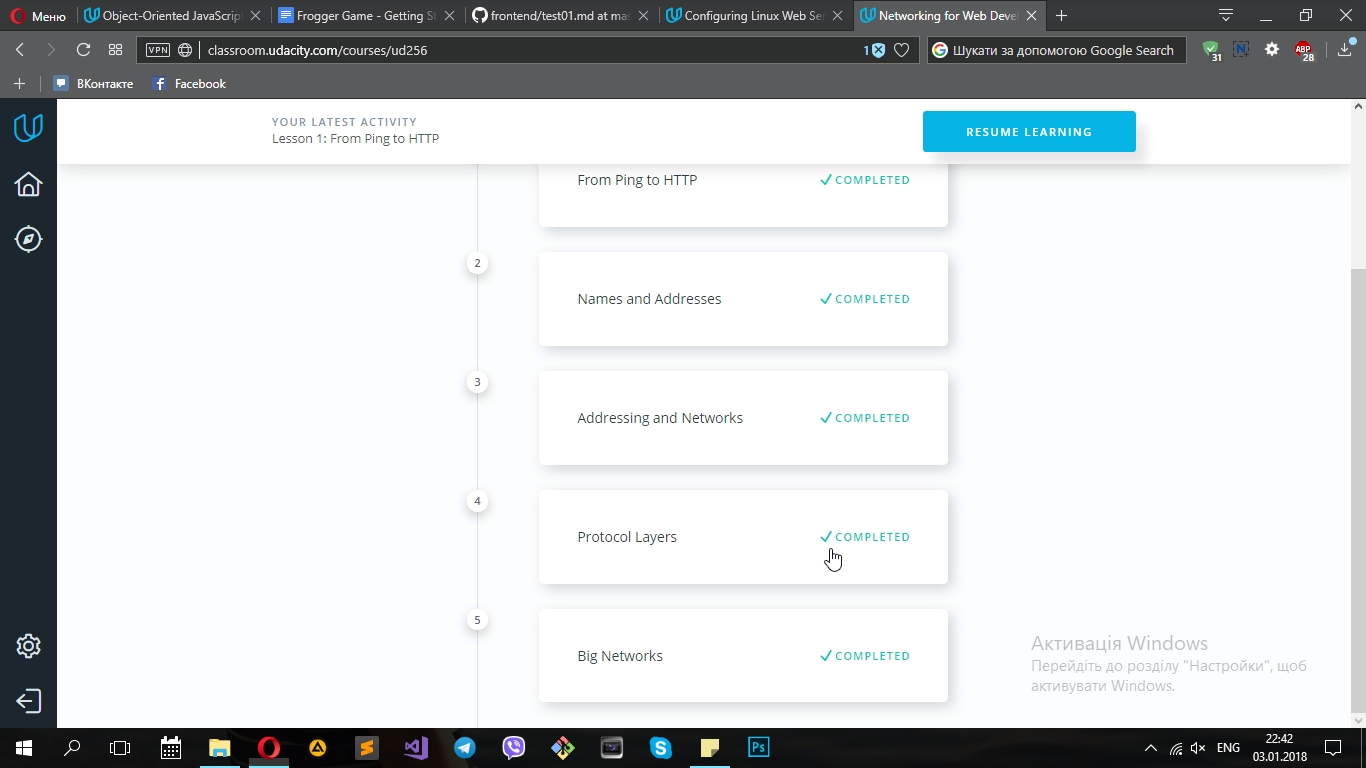 Меню
Object-Oriented JavaScrip
Frogger Game - Getting St
frontend/test01.md at mas
Configuring Linux Web Ser
Networking for Web Devel
VPN
classroom.udacity.com/courses/ud256
1
Шукати за допомогою Google Search
31
N
ABP
28
ВКонтакте
Facebook
YOUR LATEST ACTIVITY
Lesson 1: From Ping to HTTP
RESUME LEARNING
From Ping to HTTP
COMPLETED
2
Names and Addresses
COMPLETED
3
Addressing and Networks
COMPLETED
4
Protocol Layers
COMPLETED
5
Big Networks
COMPLETED
Активація Windows
Перейдіть до розділу "Настройки", щоб
активувати Windows.
Ps
ENG
22:42
03.01.2018